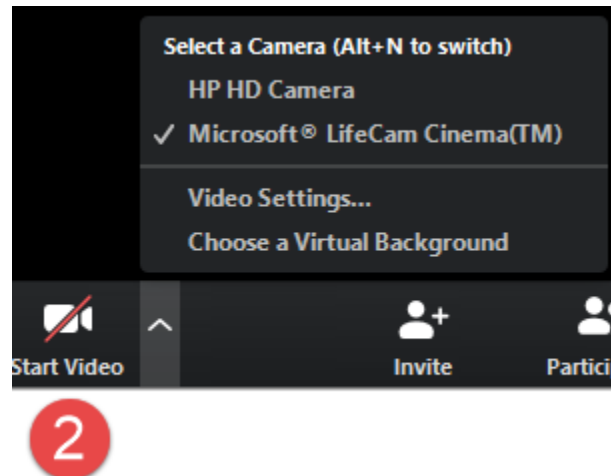 Select a Camera (Alt+N to switch)
HP HD Camera
Microsoft® LifeCam Cinema(TM)
Video Settings...
Choose a Virtual Background
Start Video
Invite
Partici
2